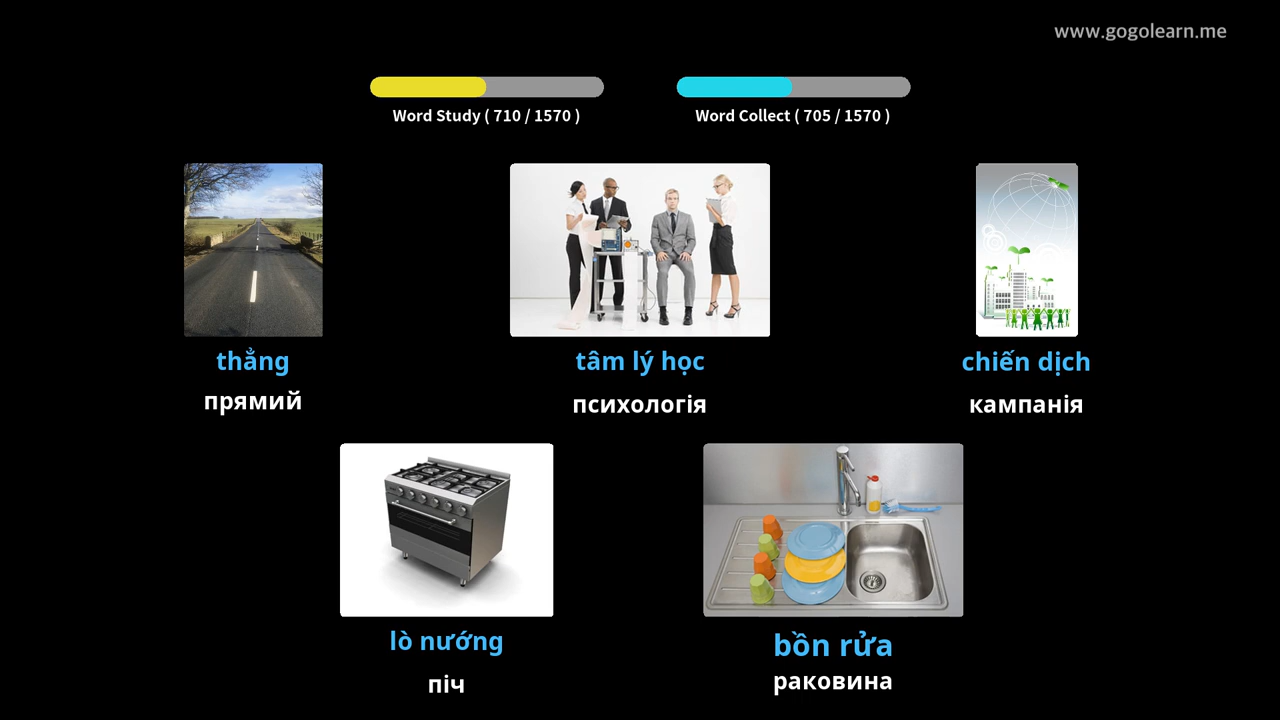 www.gogolearn.me
Word Study ( 710 / 1570 )
Word Collect ( 705 / 1570 )
thẳng
прямий
tâm lý học
психологія
chiến dịch
кампанія
lò nướng
піч
bồn rửa
раковина